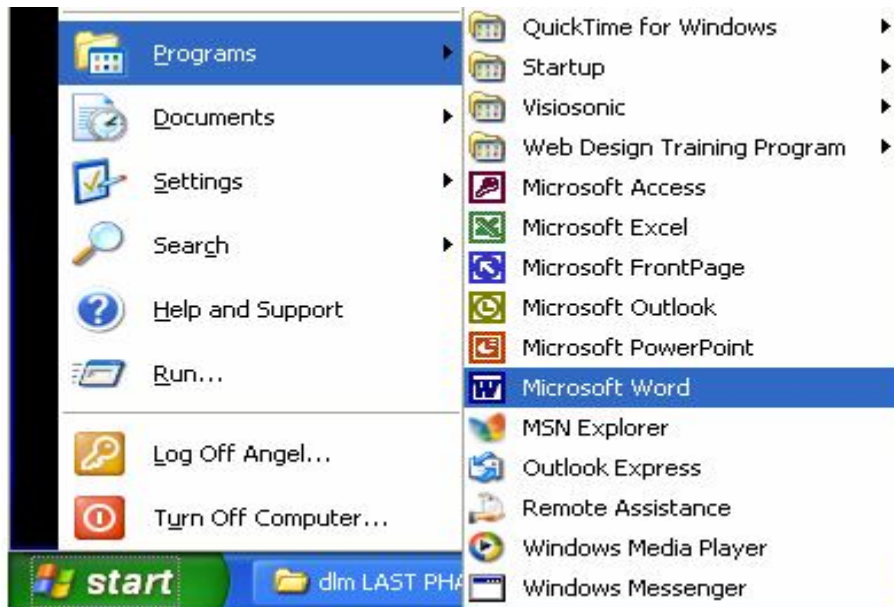 Programs
Documents
Settings
Search
Help and Support
Run...
Log Off Angel...
Turn Off Computer...
start
dlm LAST
QuickTime for Windows
Startup
Visiosonic
Web Design Training Program
Microsoft Access
Microsoft Excel
Microsoft FrontPage
Microsoft Outlook
Microsoft PowerPoint
Microsoft Word
MSN Explorer
Outlook Express
Remote Assistance
Windows Media Player
Windows Messenger